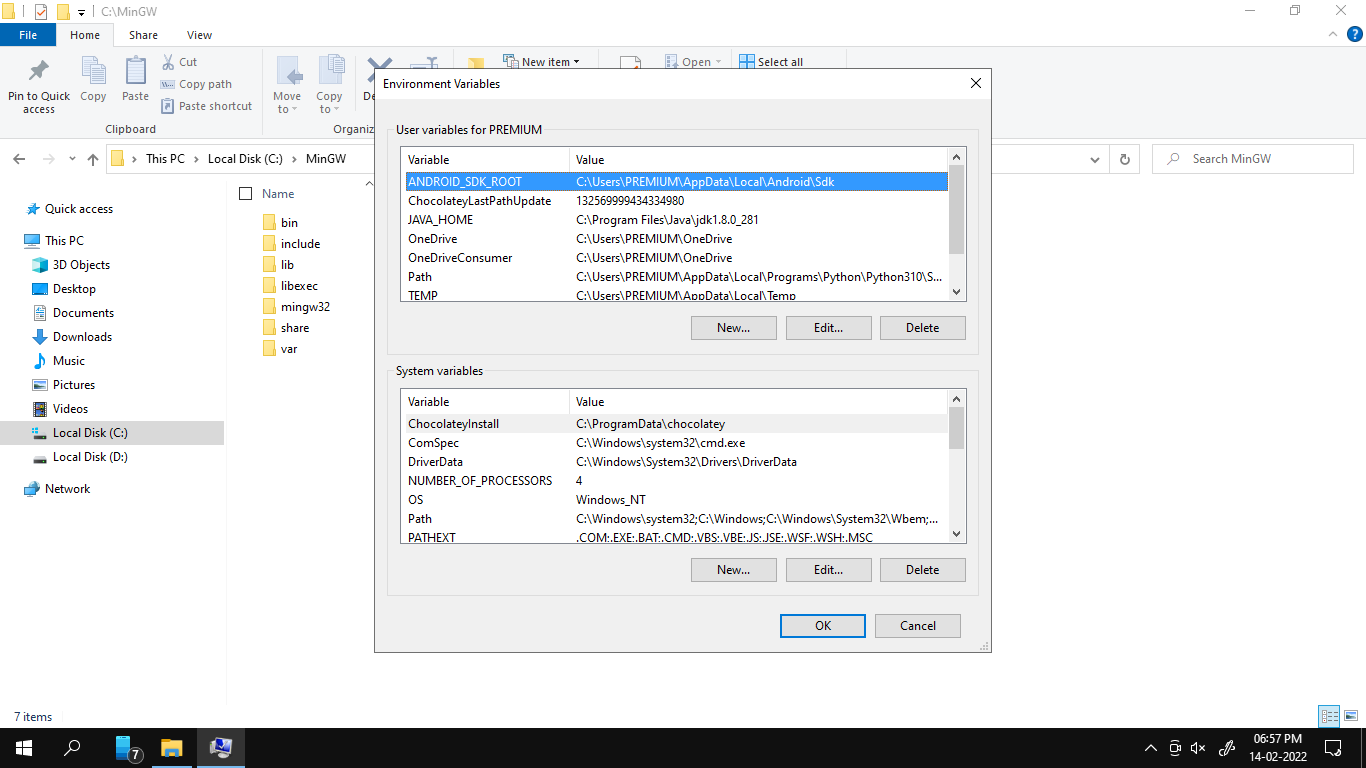 C:\MinGW
File Home Share View
Pin to Quick access
Copy
Paste
Cut
Copy path
Paste shortcut
Clipboard
Move to
Copy to
Organiz
New item
Open
Select all
This PC Local Disk (C:) MinGW
Search MinGW
Quick access
This PC
3D Objects
Desktop
Documents
Downloads
Music
Pictures
Videos
Local Disk (C:)
Local Disk (D:)
Network
Name
bin
include
lib
libexec
mingw32
share
var
Environment Variables
User variables for PREMIUM
Variable Value
ANDROID_SDK_ROOT C:\Users\PREMIUM\AppData\Local\Android\Sdk
ChocolateyLastPathUpdate 132569999434334980
JAVA_HOME C:\Program Files\Java\jdk1.8.0_281
OneDrive C:\Users\PREMIUM\OneDrive
OneDriveConsumer C:\Users\PREMIUM\OneDrive
Path C:\Users\PREMIUM\AppData\Local\Programs\Python\Python310\S...
TEMP C:\Users\PREMIUM\AppData\Local\Temp
New... Edit... Delete
System variables
Variable Value
ChocolateyInstall C:\ProgramData\chocolatey
ComSpec C:\Windows\system32\cmd.exe
DriverData C:\Windows\System32\Drivers\DriverData
NUMBER_OF_PROCESSORS 4
OS Windows_NT
Path C:\Windows\system32;C:\Windows;C:\Windows\System32\Wbem;...
PATHEXT .COM;.EXE;.BAT;.CMD;.VBS;.VBE;.JS;.JSE;.WSF;.WSH;.MSC
New... Edit... Delete
OK Cancel
7 items
7
06:57 PM
14-02-2022